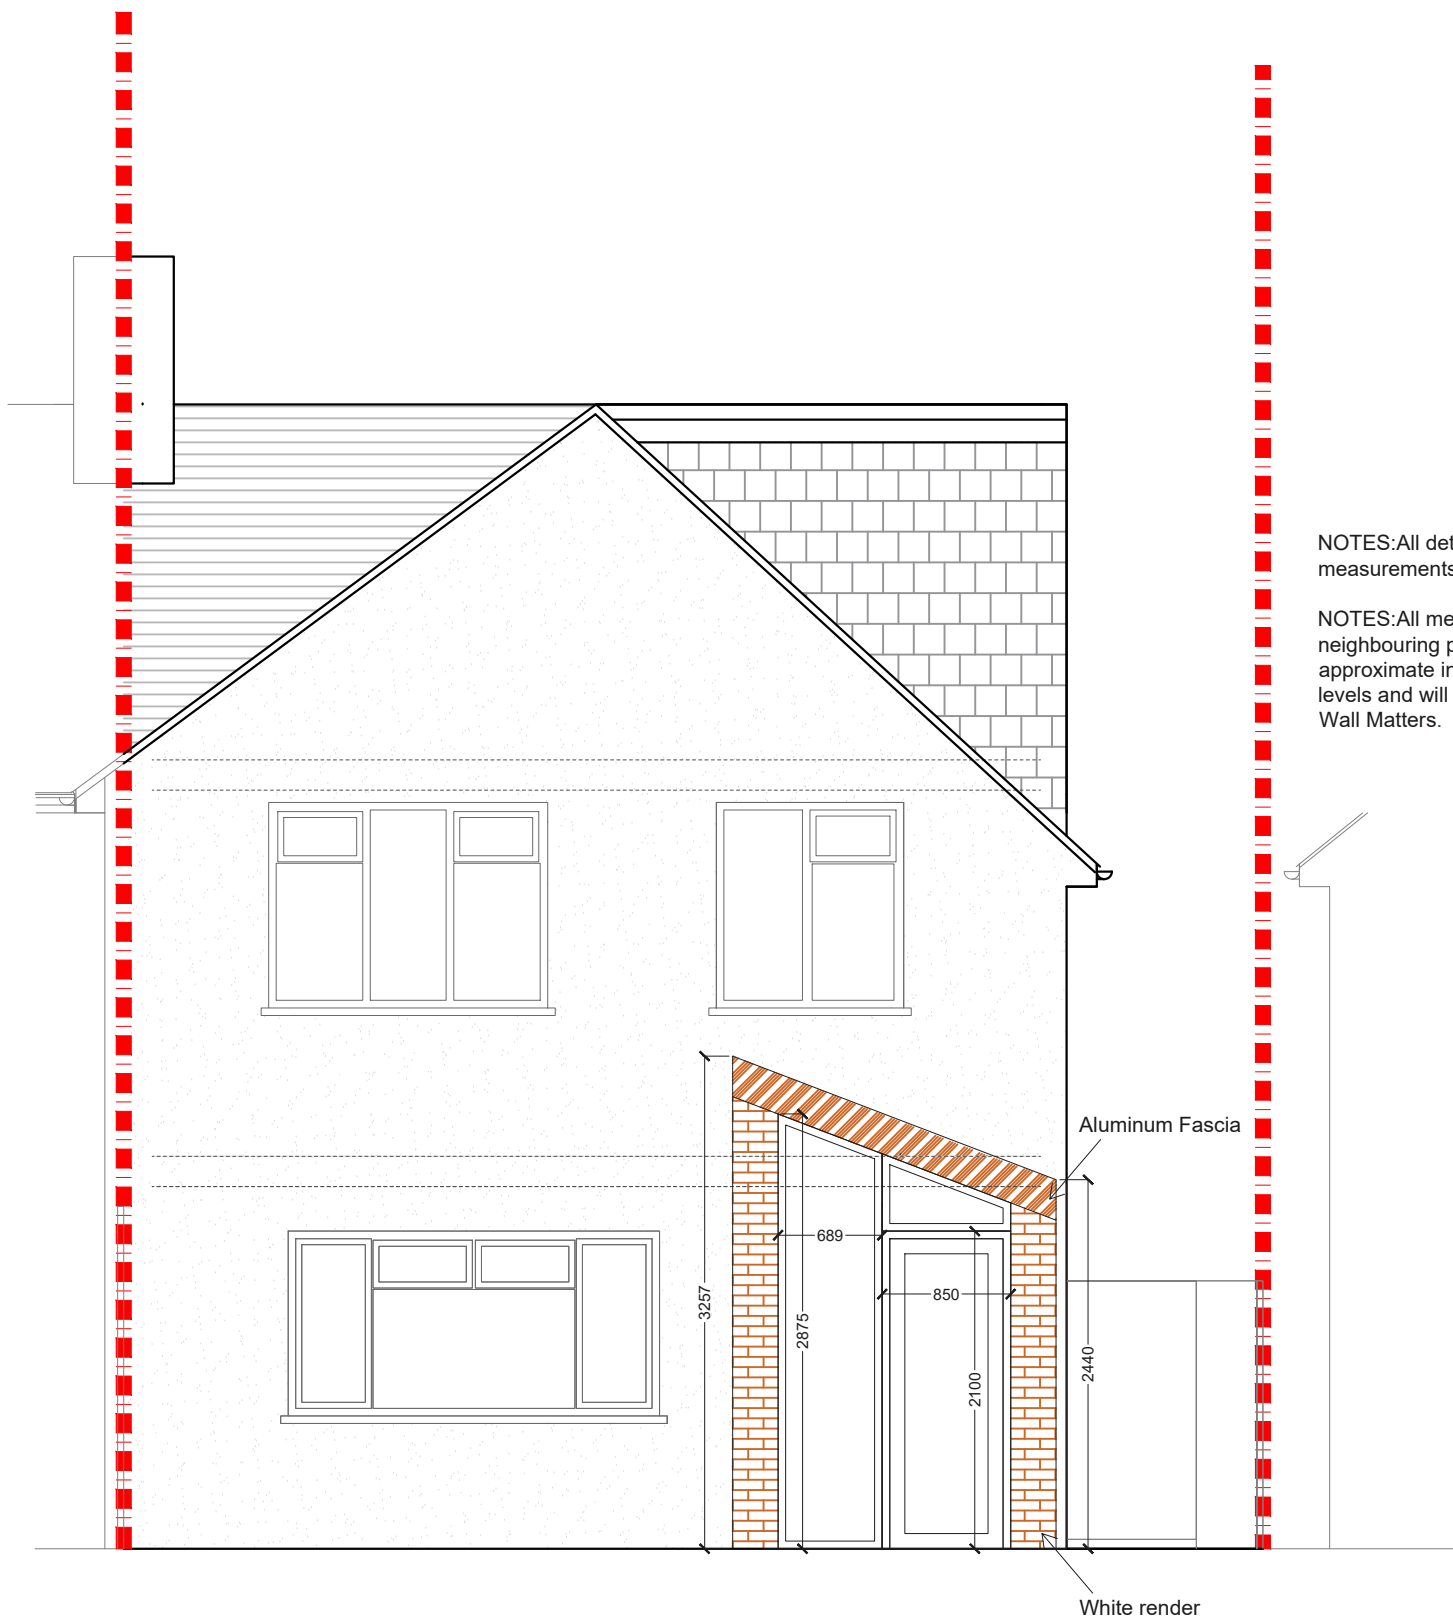 NOTES:All det
measurements
NOTES:All me
neighbouring p
approximate in
levels and will
Wall Matters.
Aluminum Fascia
689
850
3257
2875
2100
2440
White render